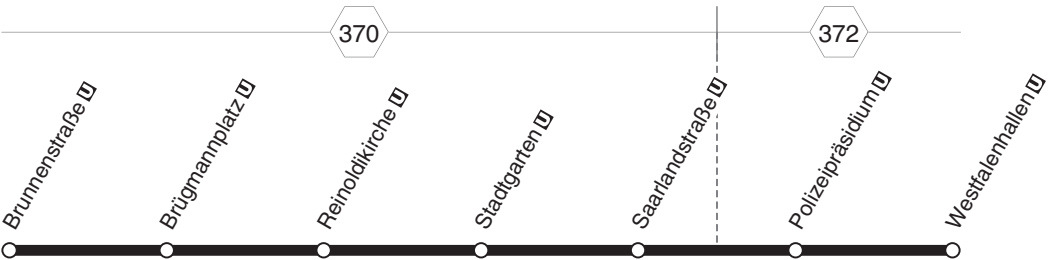 370
372
Brunnenstraße U
Brügmannplatz U
Reinoldikirche U
Stadtgarten U
Saarlandstraße U
Polizeipräsidium U
Westfalenhallen U